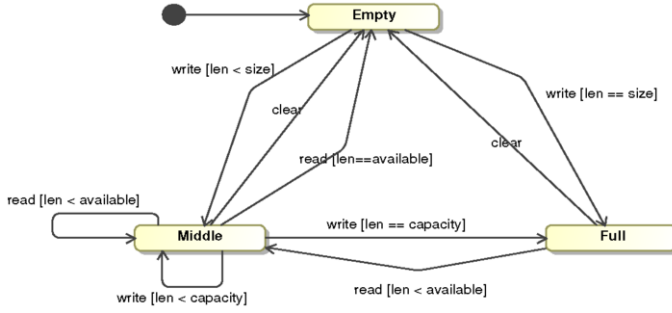 Empty
write [len < size]
write [len == size]
clear
clear
read [len==available]
read [len < available]
Middle
write [len == capacity]
Full
write [len < capacity]
read [len < available]